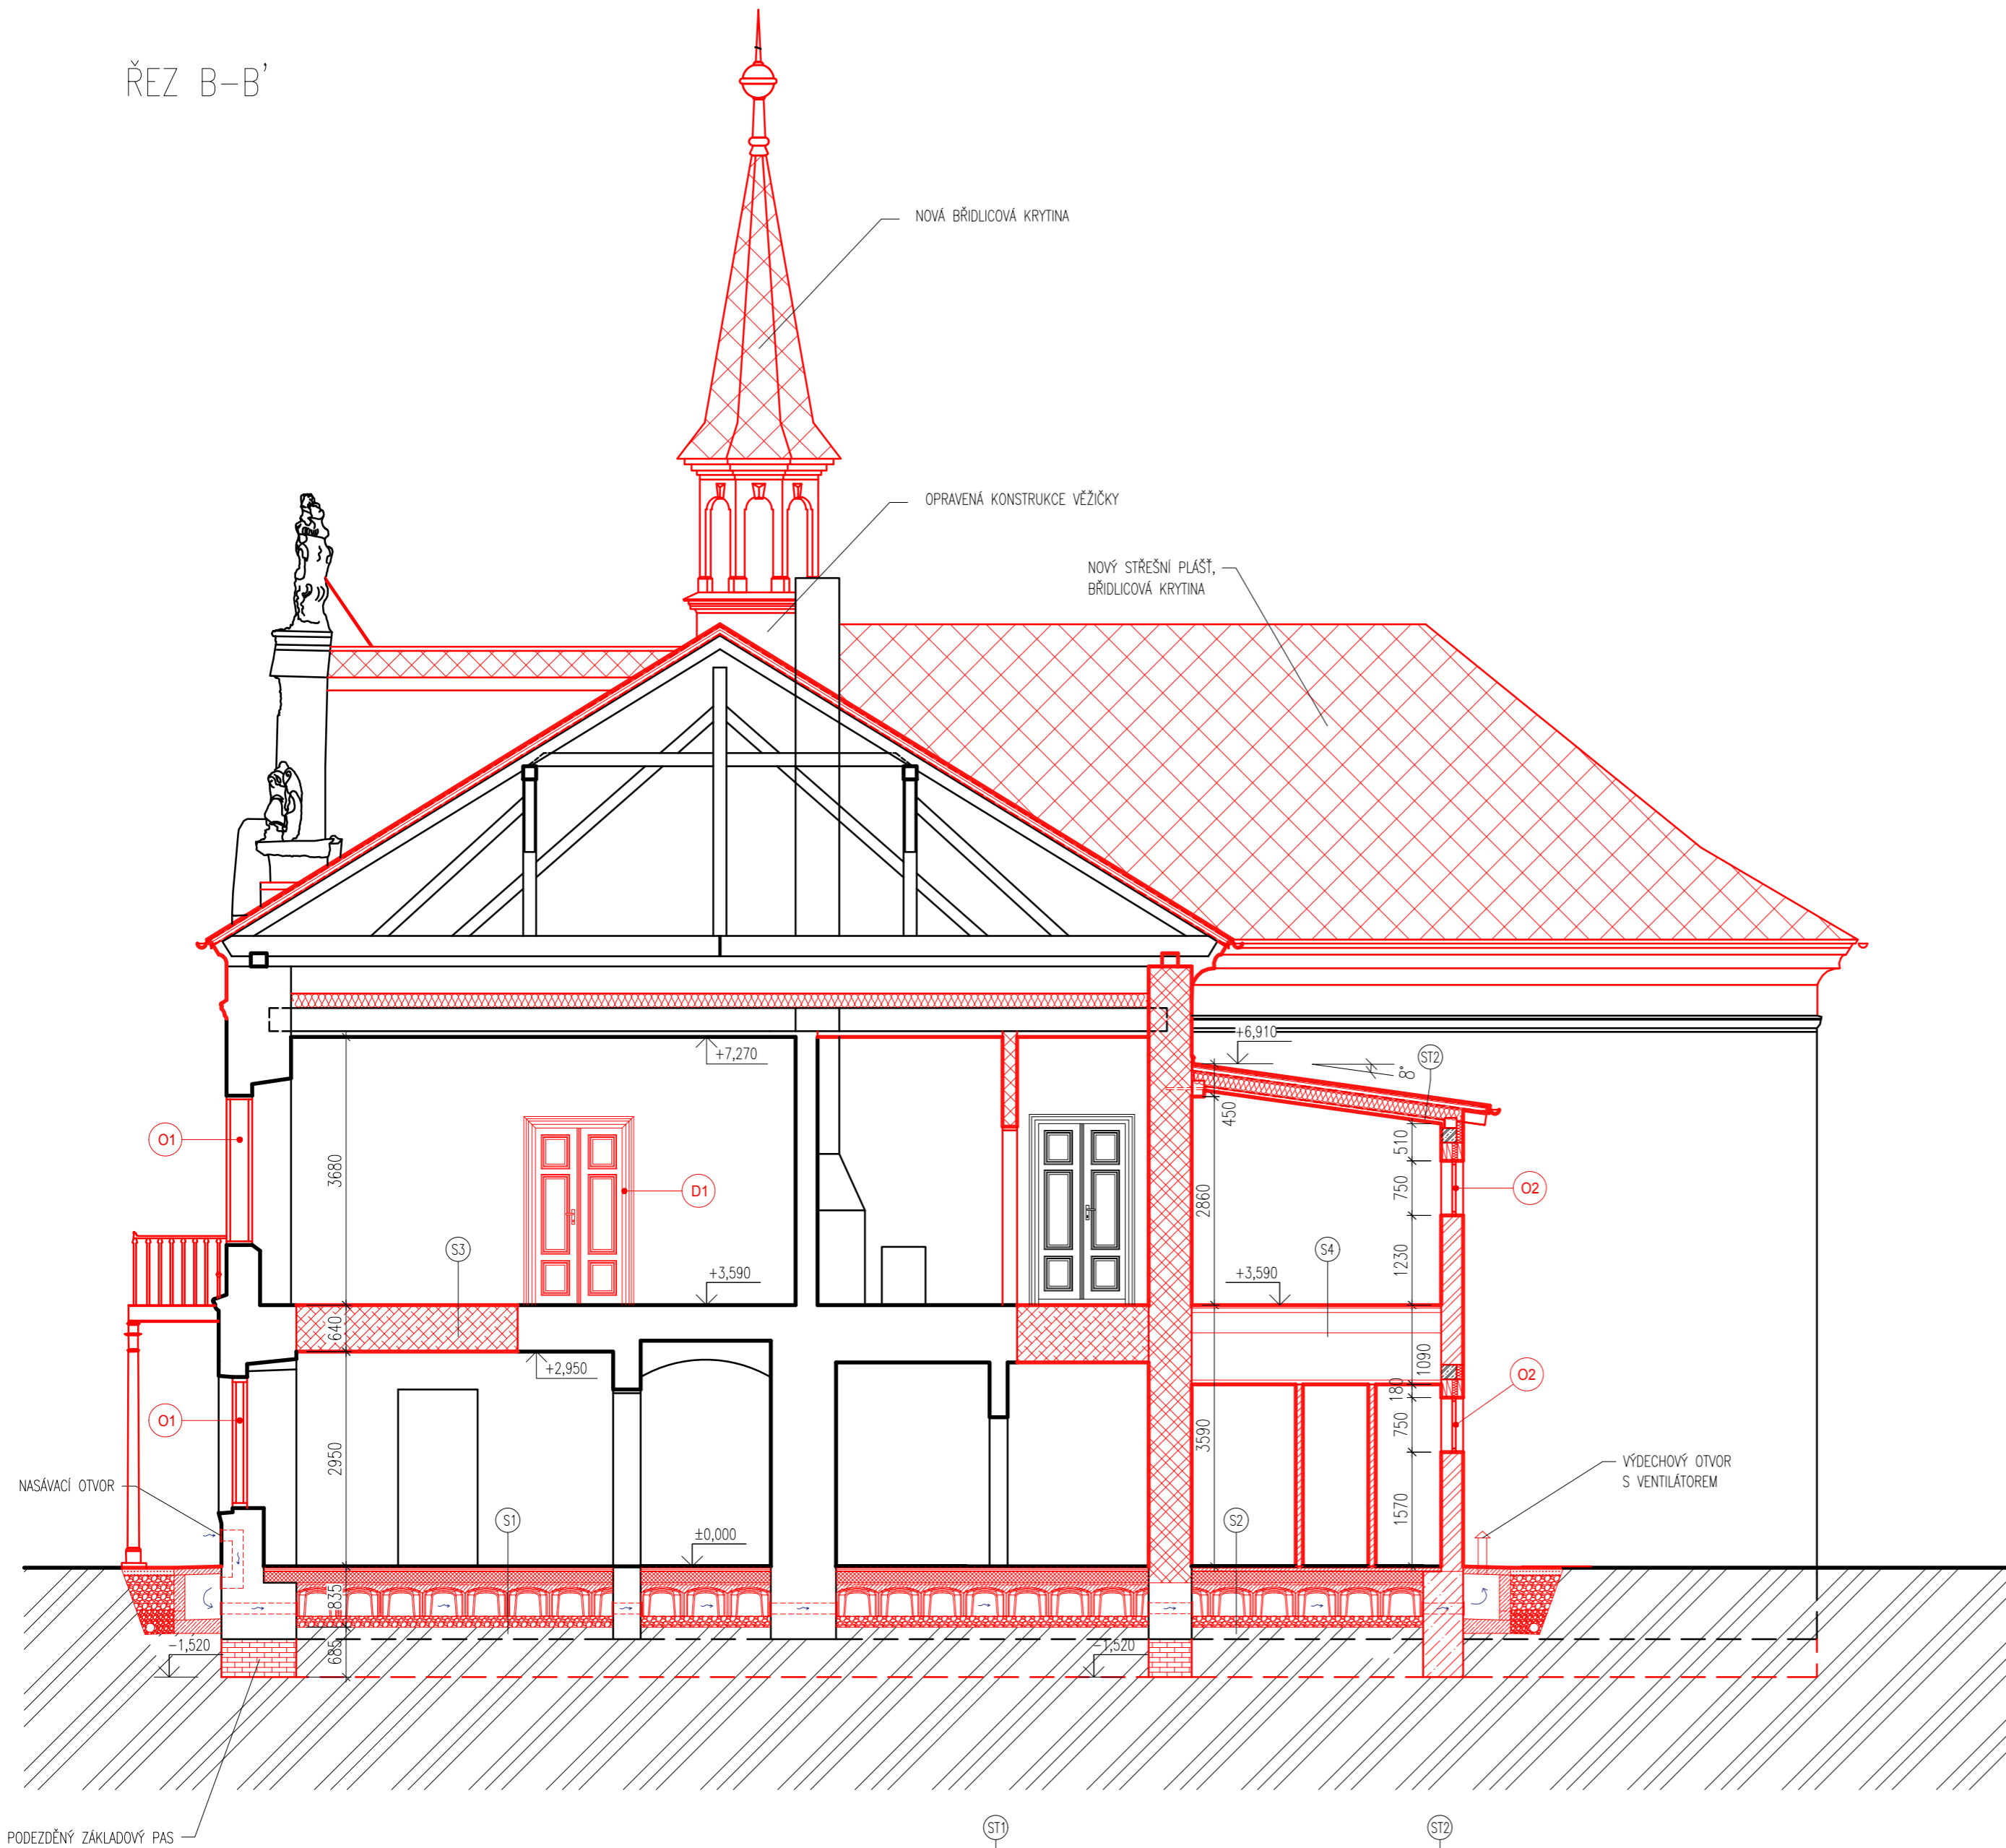 ŘEZ B-B'
NOVÁ BŘIDLICOVÁ KRYTINA
OPRAVENÁ KONSTRUKCE VĚŽIČKY
NOVÝ STŘEŠNÍ PLÁŠŤ,
BŘIDLICOVÁ KRYTINA
+6,910
+7,270
ST2
8°
450
510
O1
3680
D1
2860
750
O2
1230
S3
S4
+3,590
+3,590
640
+2,950
1090
180
O2
O1
750
2950
3590
NASÁVACÍ OTVOR
VÝDECHOVÝ OTVOR
S VENTILÁTOREM
1570
S1
S2
±0,000
835
685
-1,520
-1,520
PODEZDĚNÝ ZÁKLADOVÝ PAS
ST1
ST2